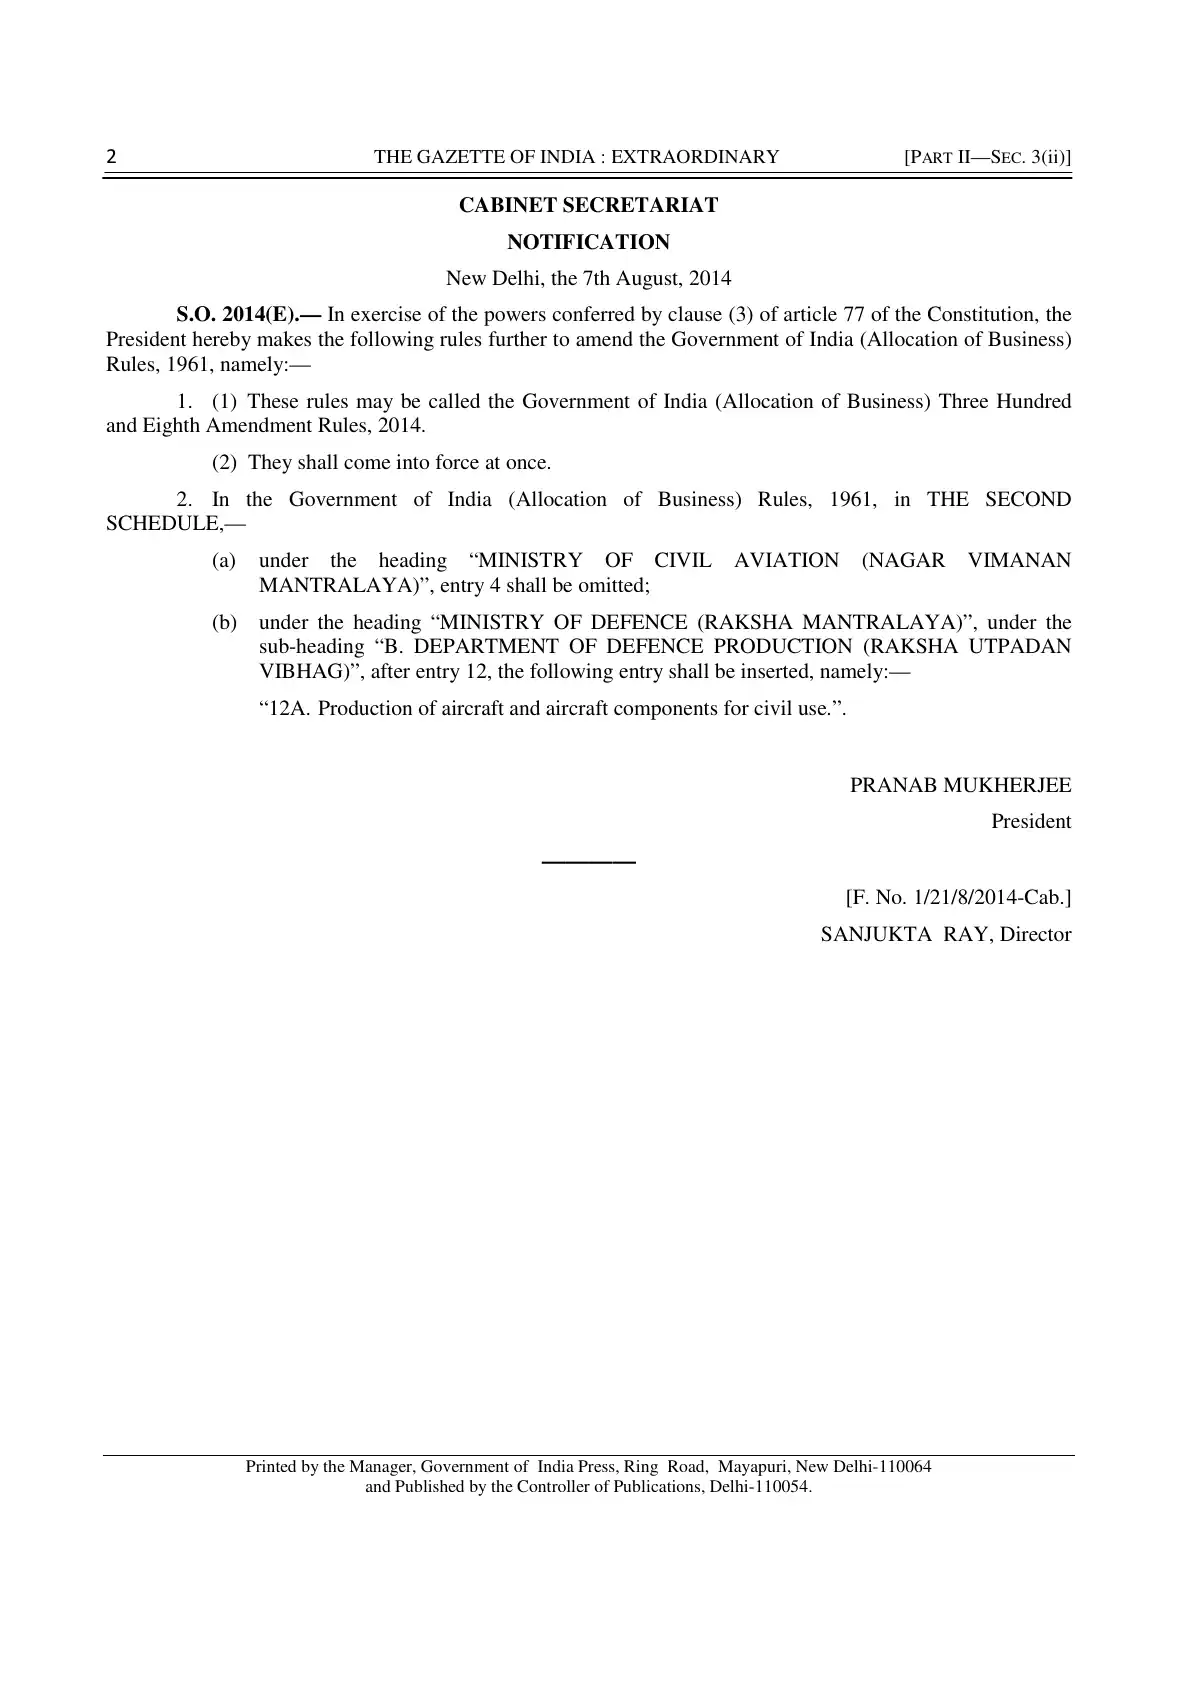 2 THE GAZETTE OF INDIA : EXTRAORDINARY [PART II—SEC. 3(ii)]
CABINET SECRETARIAT
NOTIFICATION
New Delhi, the 7th August, 2014
S.O. 2014(E).— In exercise of the powers conferred by clause (3) of article 77 of the Constitution, the
President hereby makes the following rules further to amend the Government of India (Allocation of Business)
Rules, 1961, namely:—
1. (1) These rules may be called the Government of India (Allocation of Business) Three Hundred
and Eighth Amendment Rules, 2014.
(2) They shall come into force at once.
2. In the Government of India (Allocation of Business) Rules, 1961, in THE SECOND
SCHEDULE,—
(a) under the heading “MINISTRY OF CIVIL AVIATION (NAGAR VIMANAN
MANTRALAYA)”, entry 4 shall be omitted;
(b) under the heading “MINISTRY OF DEFENCE (RAKSHA MANTRALAYA)”, under the
sub-heading “B. DEPARTMENT OF DEFENCE PRODUCTION (RAKSHA UTPADAN
VIBHAG)”, after entry 12, the following entry shall be inserted, namely:—
“12A. Production of aircraft and aircraft components for civil use.”.
PRANAB MUKHERJEE
President
[F. No. 1/21/8/2014-Cab.]
SANJUKTA RAY, Director
Printed by the Manager, Government of India Press, Ring Road, Mayapuri, New Delhi-110064
and Published by the Controller of Publications, Delhi-110054.